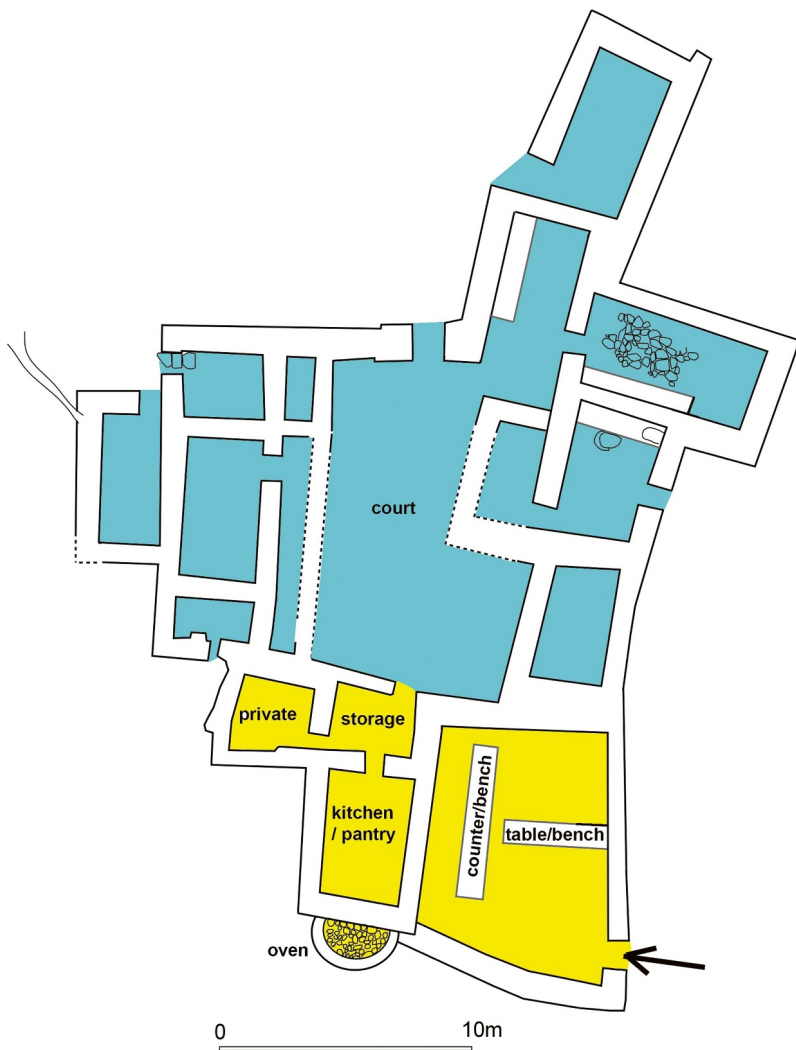 court
private
storage
kitchen
/ pantry
counter/bench
table/bench
oven
0
10m